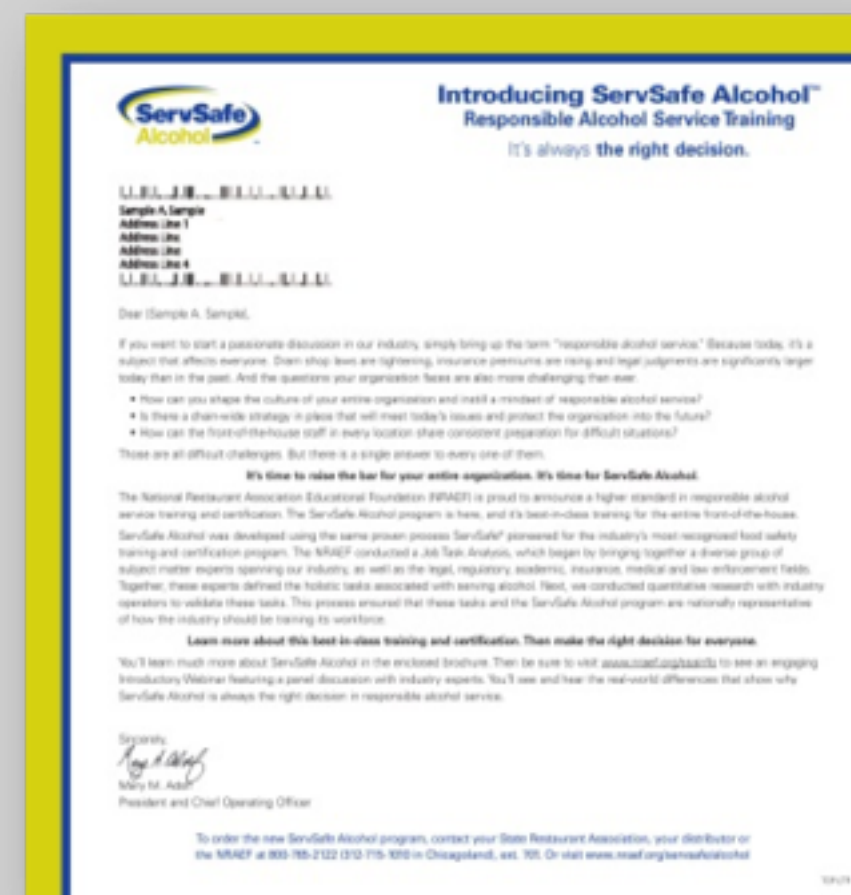 ServSafe
Alcohol
Introducing ServSafe Alcohol™
Responsible Alcohol Service Training
It's always the right decision.
Sample A. Sample
Address Line 1
Address Line
Address Line
Address Line 4
Dear (Sample A. Sample),
If you want to start a passionate discussion in our industry, simply bring up the term "responsible alcohol service." Because today, it's a
subject that affects everyone. Dram shop laws are tightening, insurance premiums are rising and legal judgments are significantly larger
today than in the past. And the questions your organization faces are also more challenging than ever.
• How can you shape the culture of your entire organization and instill a mindset of responsible alcohol service?
• Is there a chain-wide strategy in place that will meet today's issues and protect the organization into the future?
• How can the front-of-the-house staff in every location share consistent preparation for difficult situations?
Those are all difficult challenges. But there is a single answer to every one of them.
It's time to raise the bar for your entire organization. It's time for ServSafe Alcohol.
The National Restaurant Association Educational Foundation (NRAEF) is proud to announce a higher standard in responsible alcohol
service training and certification. The ServSafe Alcohol program is here, and it's best-in-class training for the entire front-of-the-house.
ServSafe Alcohol was developed using the same proven process ServSafe® pioneered for the industry's most recognized food safety
training and certification program. The NRAEF conducted a Job Task Analysis, which began by bringing together a diverse group of
subject matter experts spanning our industry, as well as the legal, regulatory, academic, insurance, medical and law enforcement fields.
Together, these experts defined the holistic tasks associated with serving alcohol. Next, we conducted quantitative research with industry
operators to validate these tasks. This process ensured that these tasks and the ServSafe Alcohol program are nationally representative
of how the industry should be training its workforce.
Learn more about this best-in-class training and certification. Then make the right decision for everyone.
You'll learn much more about ServSafe Alcohol in the enclosed brochure. Then be sure to visit to see an engaging
Introductory Webinar featuring a panel discussion with industry experts. You'll see and hear the real-world differences that show why
ServSafe Alcohol is always the right decision in responsible alcohol service.
Sincerely,
Mary M.
President and Chief Operating Officer
To order the new ServSafe Alcohol program, contact your State Restaurant Association, your distributor or
the NRAEF at 800-765-2122 (312-715-1010 in Chicagoland), ext. 701. Or visit www.nraef.org/servsafe/alcohol